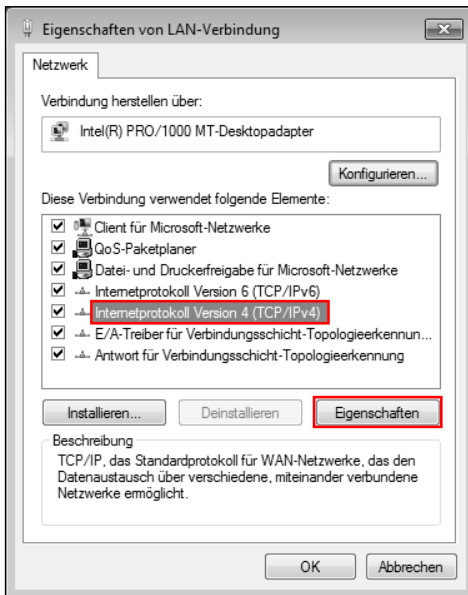 Eigenschaften von LAN-Verbindung
Netzwerk
Verbindung herstellen über:
Intel(R) PRO/1000 MT-Desktopadapter
Konfigurieren...
Diese Verbindung verwendet folgende Elemente:
Client für Microsoft-Netzwerke
QoS-Paketplaner
Datei- und Druckerfreigabe für Microsoft-Netzwerke
Internetprotokoll Version 6 (TCP/IPv6)
Internetprotokoll Version 4 (TCP/IPv4)
E/A-Treiber für Verbindungsschicht-Topologieerkennun...
Antwort für Verbindungsschicht-Topologieerkennung
Installieren... Deinstallieren Eigenschaften
Beschreibung
TCP/IP, das Standardprotokoll für WAN-Netzwerke, das den
Datenaustausch über verschiedene, miteinander verbundene
Netzwerke ermöglicht.
OK Abbrechen